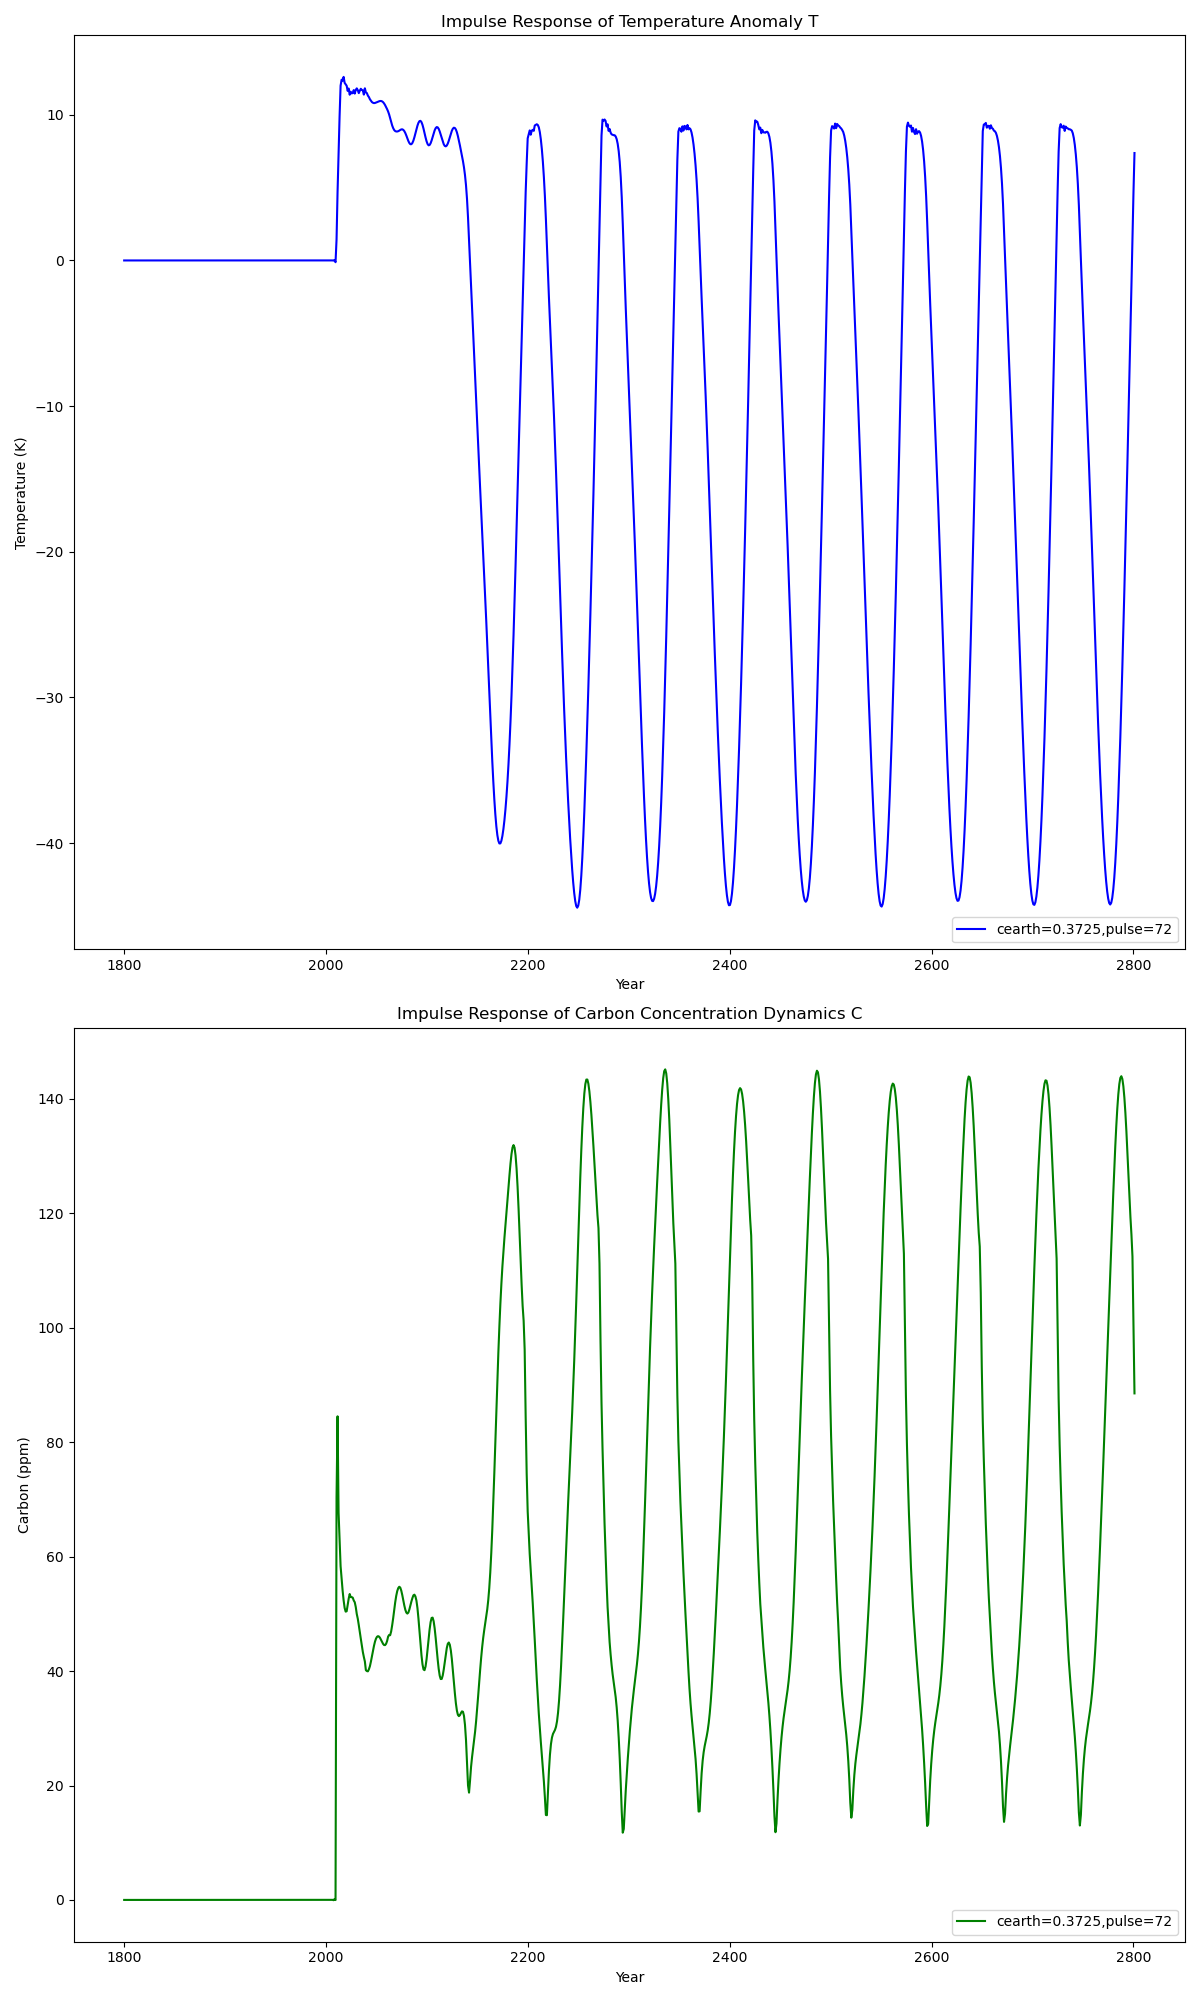 Impulse Response of Temperature Anomaly T
10
0
−10
−20
−30
−40
Temperature (K)
cearth=0.3725,pulse=72
1800 2000 2200 2400 2600 2800
Year
Impulse Response of Carbon Concentration Dynamics C
140
120
100
80
60
40
20
0
Carbon (ppm)
cearth=0.3725,pulse=72
1800 2000 2200 2400 2600 2800
Year